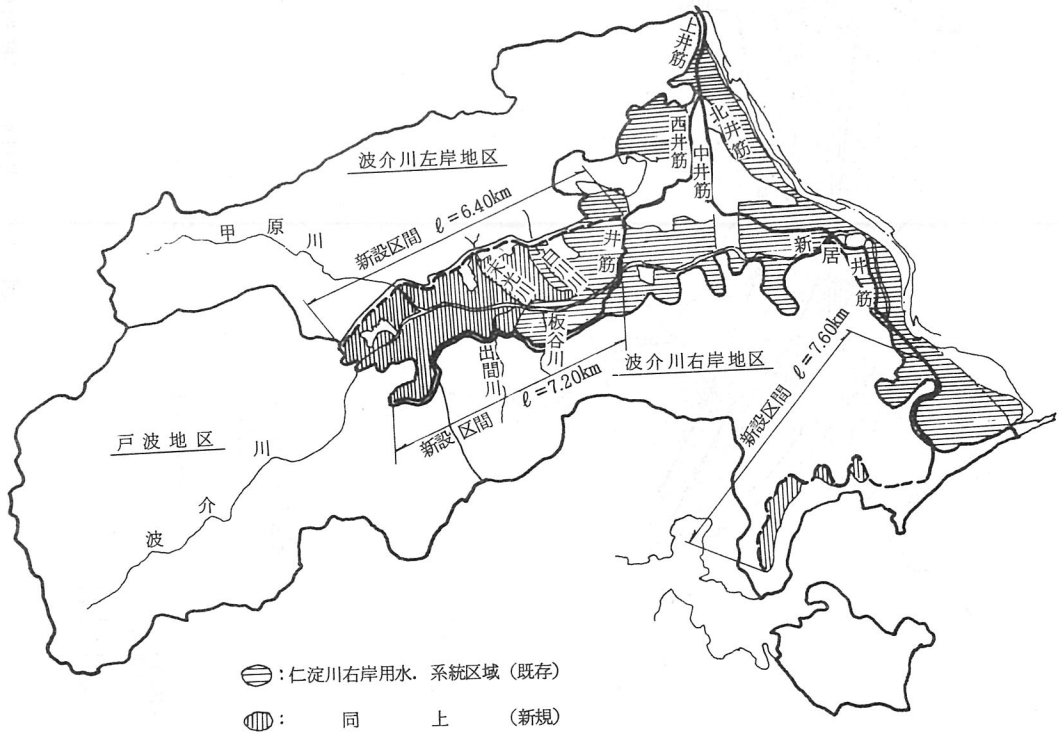 上井筋
北井筋
西井筋
中井筋
波介川左岸地区
新設区間 ℓ=6.40km
甲原川
井筋
新居井筋
末光川
板谷川
出間川
波介川右岸地区
新設区間 ℓ=7.20km
新設区間 ℓ=7.60km
戸波地区
波介川
:仁淀川右岸用水.系統区域(既存)
: 同 上 (新規)